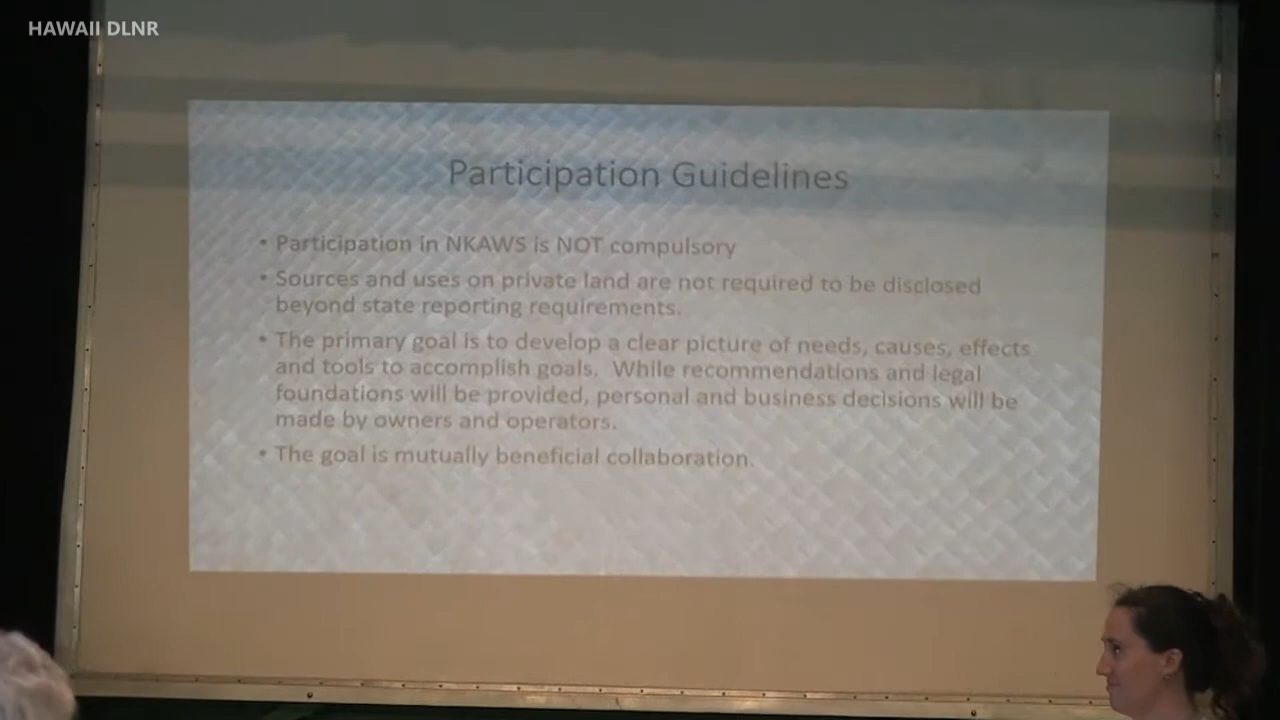 HAWAII DLNR
Participation Guidelines
• Participation in NKAWS is NOT compulsory
• Sources and uses on private land are not required to be disclosed
beyond state reporting requirements.
• The primary goal is to develop a clear picture of needs, causes, effects
and tools to accomplish goals. While recommendations and legal
foundations will be provided, personal and business decisions will be
made by owners and operators.
• The goal is mutually beneficial collaboration.